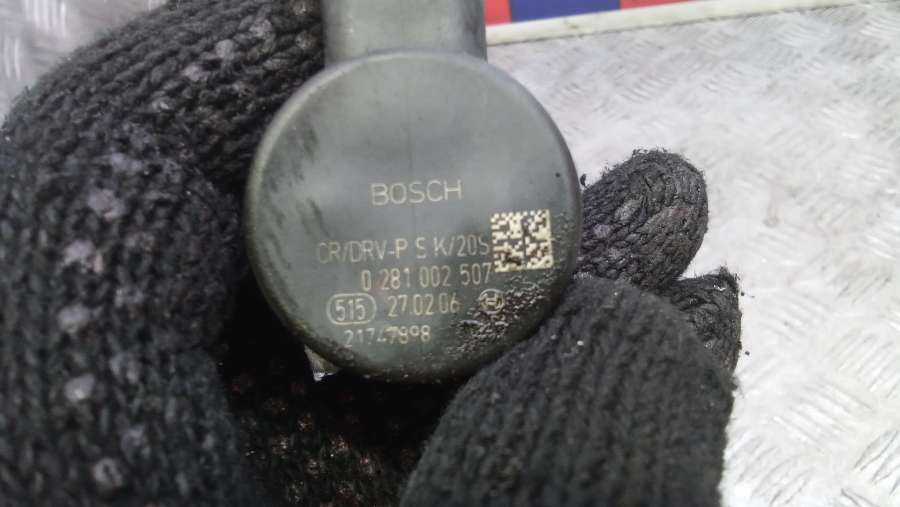 BOSCH
CR/DRV-P S K/20S
0 281 002 507
515 27.02.06
21747898